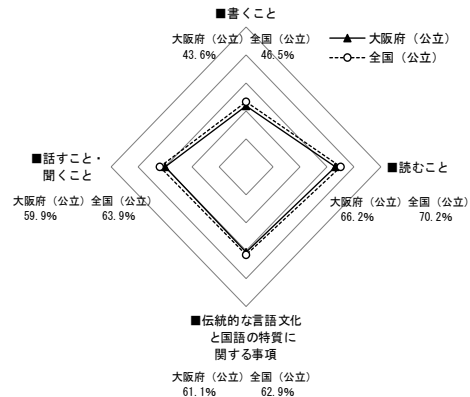 ■書くこと
大阪府（公立） 全国（公立）
43.6% 46.5%
大阪府（公立）
全国（公立）
■話すこと・
聞くこと
大阪府（公立） 全国（公立）
59.9% 63.9%
■読むこと
大阪府（公立） 全国（公立）
66.2% 70.2%
■伝統的な言語文化
と国語の特質に
関する事項
大阪府（公立） 全国（公立）
61.1% 62.9%